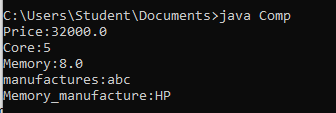 C:\Users\Student\Documents>java Comp
Price:32000.0
Core:5
Memory:8.0
manufactures:abc
Memory_manufacture:HP